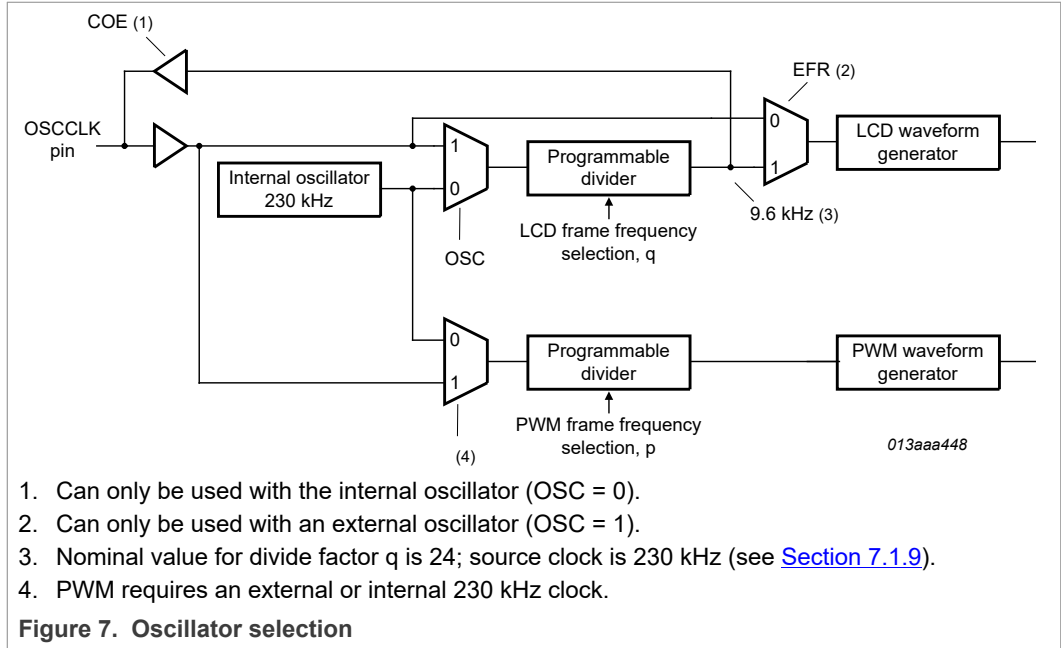 COE (1)
EFR (2)
OSCCLK
pin
0
1
LCD waveform
generator
1
0
Programmable
divider
Internal oscillator
230 kHz
9.6 kHz (3)
LCD frame frequency
selection, q
OSC
0
1
Programmable
divider
PWM waveform
generator
PWM frame frequency
selection, p
(4)
013aaa448
1. Can only be used with the internal oscillator (OSC = 0).
2. Can only be used with an external oscillator (OSC = 1).
3. Nominal value for divide factor q is 24; source clock is 230 kHz (see Section 7.1.9).
4. PWM requires an external or internal 230 kHz clock.
Figure 7. Oscillator selection